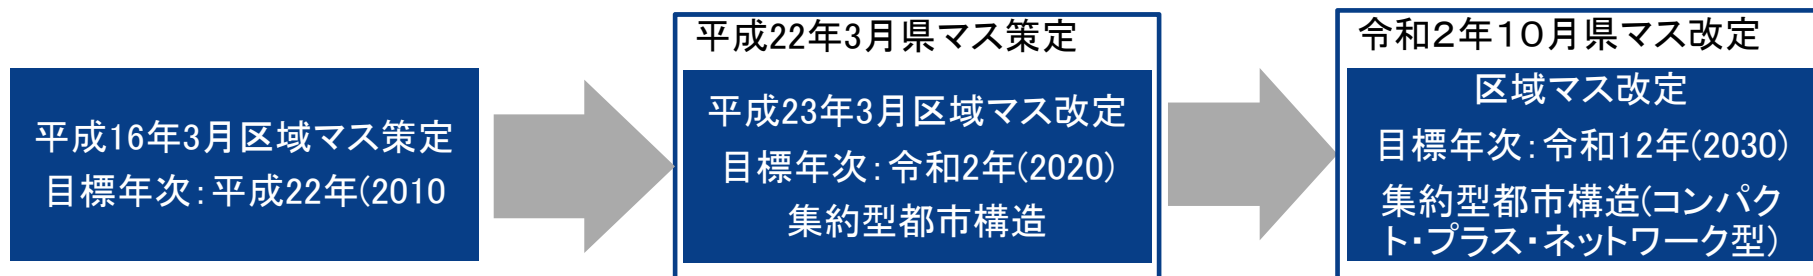 平成16年3月区域マス策定
目標年次：平成22年(2010
平成22年3月県マス策定
平成23年3月区域マス改定
目標年次：令和2年(2020)
集約型都市構造
令和２年１０月県マス改定
区域マス改定
目標年次：令和12年(2030)
集約型都市構造(コンパク
ト・プラス・ネットワーク型)